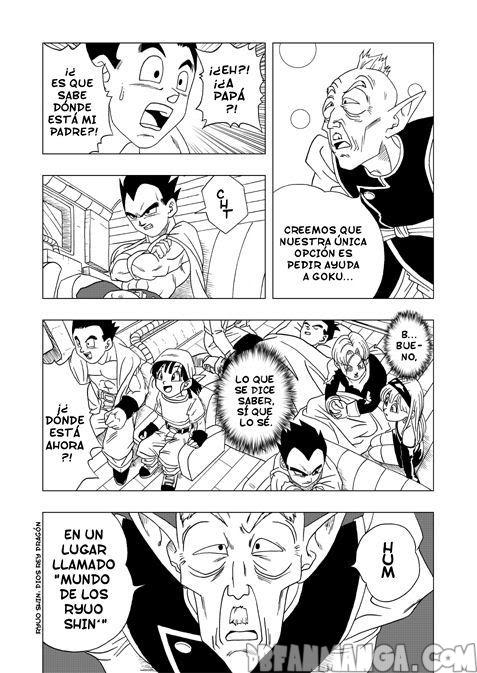 CREEMOS QUE
NUESTRA ÚNICA
OPCIÓN ES
PEDIR AYUDA
A GOKU...
¡¿EH?!
¡¿A
PAPÁ
?!
¡¿
ES QUE
SABE
DÓNDE
ESTÁ MI
PADRE?!
CHT
B...
BUE-
NO,
LO QUE
SE DICE
SABER,
SÍ QUE
LO SÉ.
¡¿
DÓNDE
ESTÁ
AHORA
?!
HUM
EN UN
LUGAR
LLAMADO
"MUNDO
DE LOS
RYUO
SHIN*"
RYUO SHIN: DIOS REY DRAGÓN
DBFANMANGA.COM